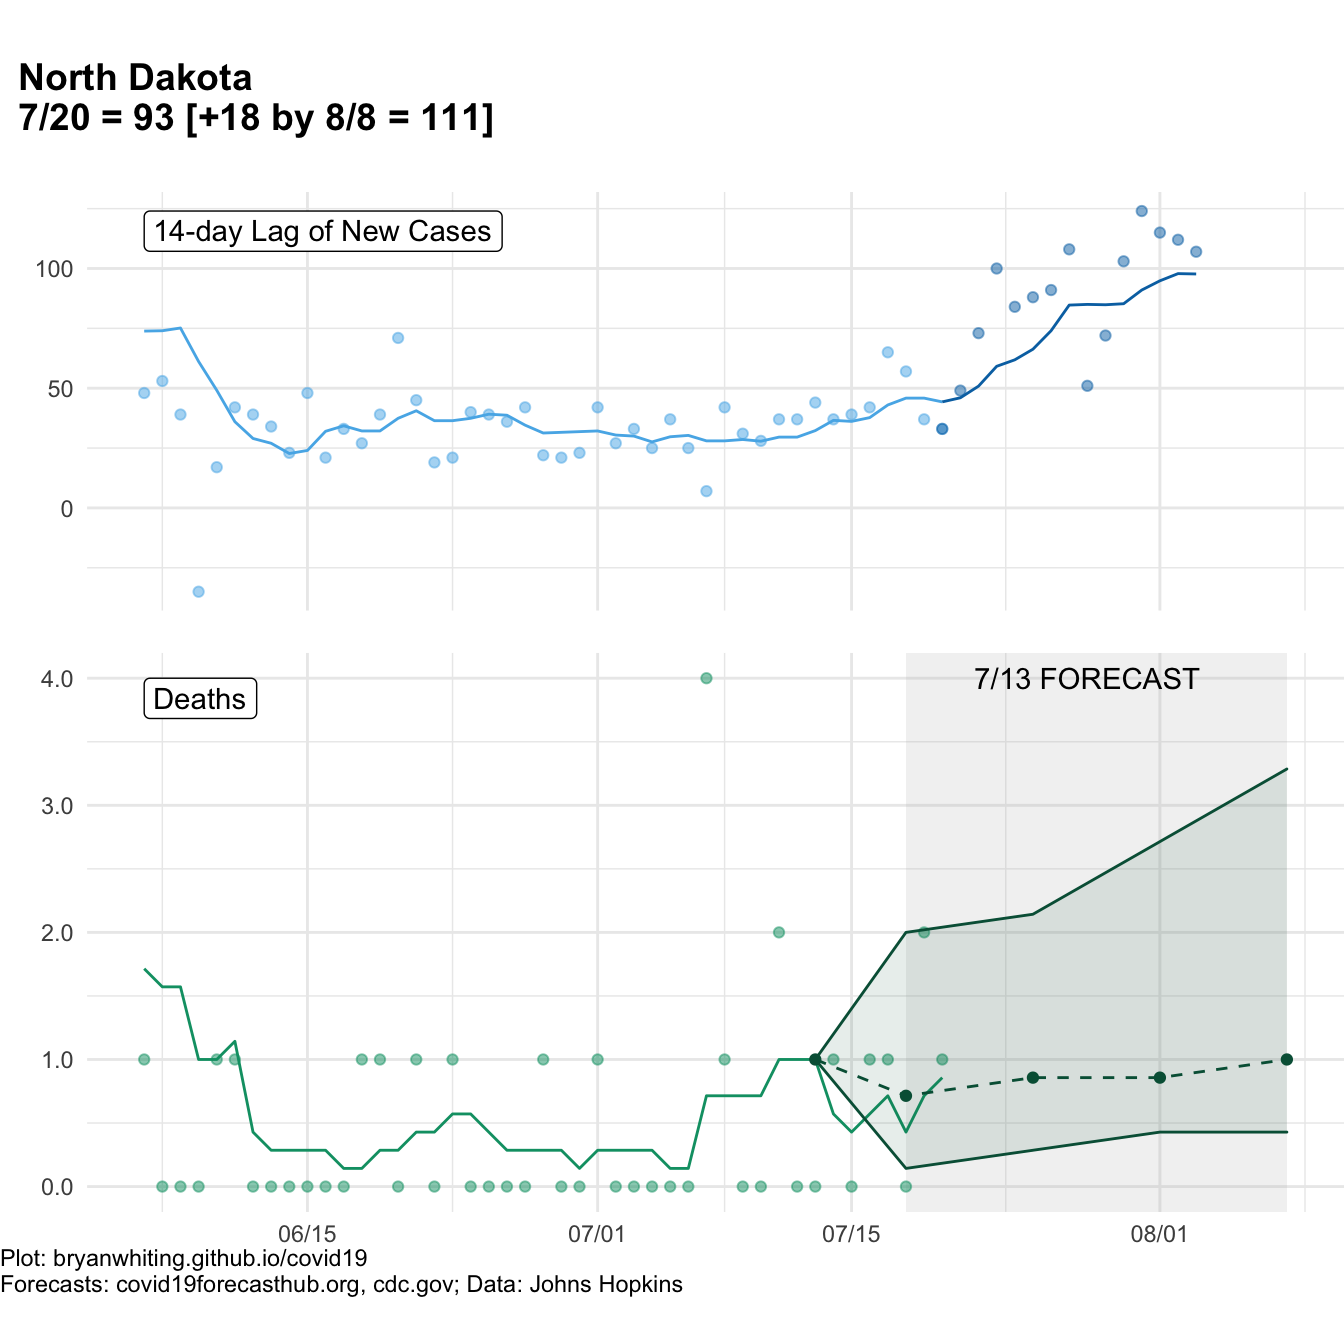 North Dakota
7/20 = 93 [+18 by 8/8 = 111]
14-day Lag of New Cases
100
50
0
Deaths
7/13 FORECAST
4.0
3.0
2.0
1.0
0.0
06/15
07/01
07/15
08/01
Plot: bryanwhiting.github.io/covid19
Forecasts: covid19forecasthub.org, cdc.gov; Data: Johns Hopkins